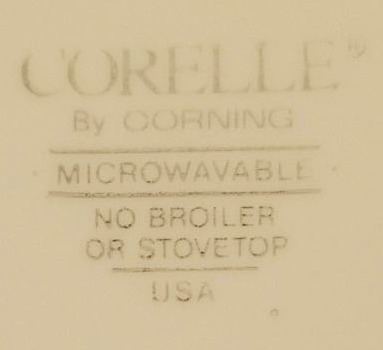 CORELLE®
By CORNING
MICROWAVABLE
NO BROILER
OR STOVETOP
USA